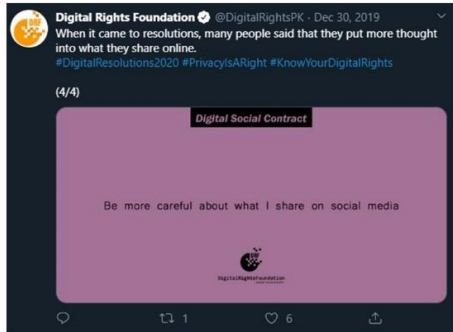 Digital Rights Foundation @DigitalRightsPK · Dec 30, 2019
When it came to resolutions, many people said that they put more thought
into what they share online.
#DigitalResolutions2020 #PrivacyIsARight #KnowYourDigitalRights
(4/4)
Digital Social Contract
Be more careful about what I share on social media
DRF
DigitalRightsFoundation
1 6